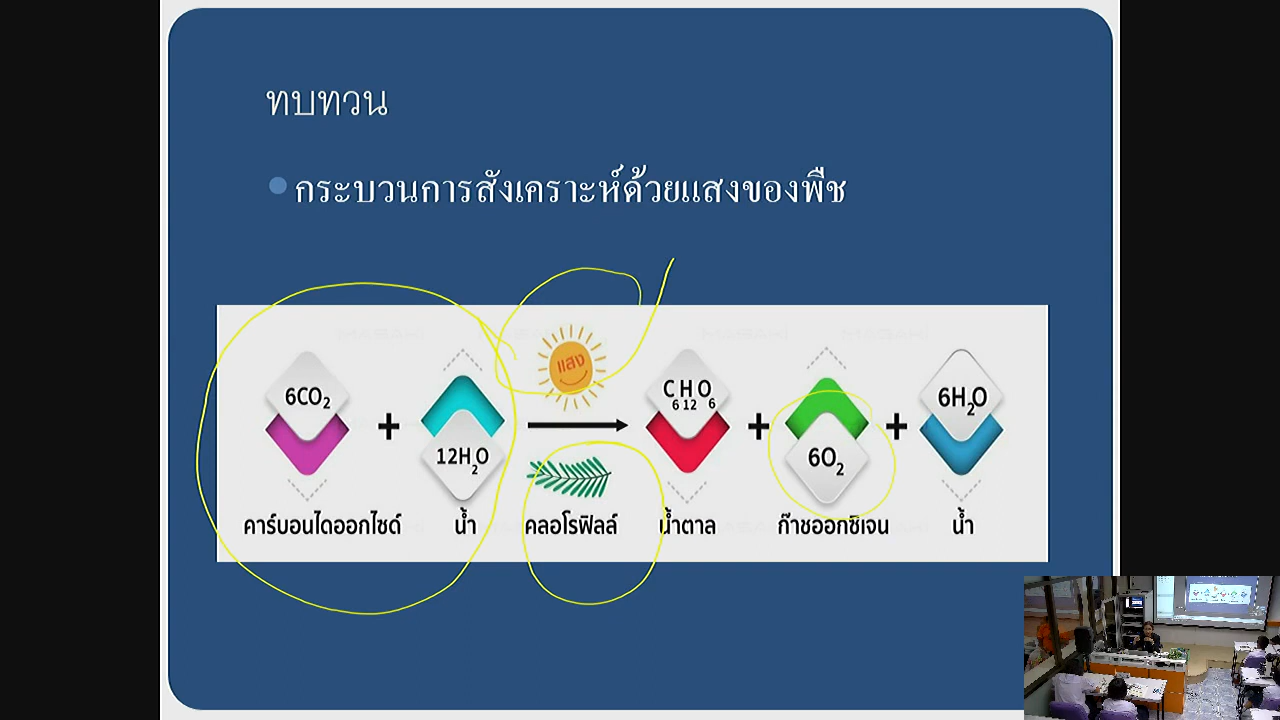 ทบทวน
กระบวนการสังเคราะห์ด้วยแสงของพืช
6CO2 + 12H2O แสง C6H12O6 + 6O2 + 6H2O
คาร์บอนไดออกไซด์ น้ำ คลอโรฟิลล์ น้ำตาล ก๊าซออกซิเจน น้ำ